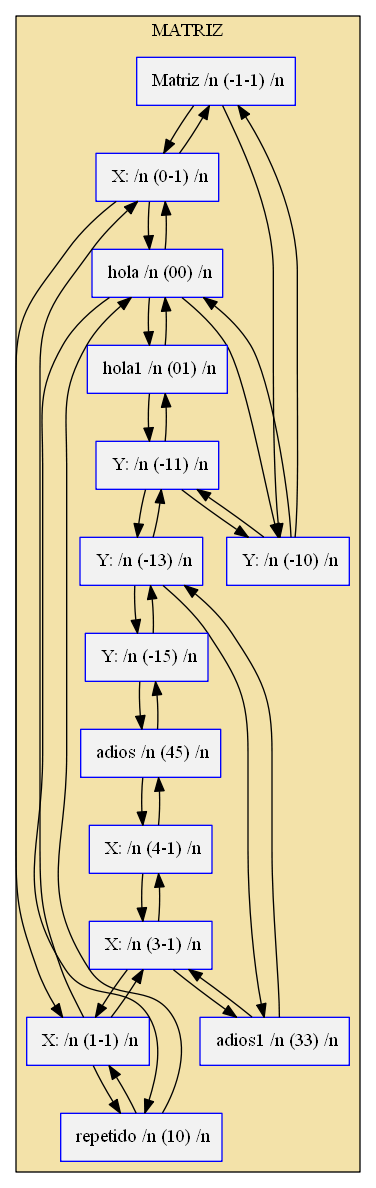 MATRIZ
Matriz /n (-1-1) /n
X: /n (0-1) /n
hola /n (00) /n
hola1 /n (01) /n
Y: /n (-11) /n
Y: /n (-13) /n
Y: /n (-10) /n
Y: /n (-15) /n
adios /n (45) /n
X: /n (4-1) /n
X: /n (3-1) /n
X: /n (1-1) /n
adios1 /n (33) /n
repetido /n (10) /n